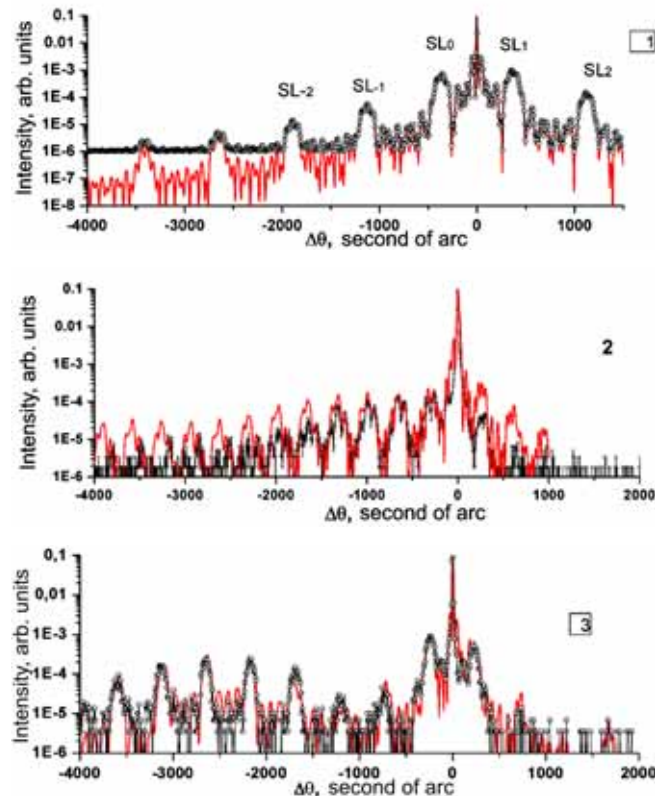 0.1
0.01
1E-3
1E-4
1E-5
1E-6
1E-7
1E-8
Intensity, arb. units
SL-2
SL-1
SL0
SL1
SL2
1
-4000 -3000 -2000 -1000 0 1000
Δθ, second of arc
0.1
0.01
1E-3
1E-4
1E-5
1E-6
Intensity, arb. units
2
-4000 -3000 -2000 -1000 0 1000 2000
Δθ, second of arc
0,1
0,01
1E-3
1E-4
1E-5
1E-6
Intensity, arb. units
3
-4000 -3000 -2000 -1000 0 1000 2000
Δθ, second of arc